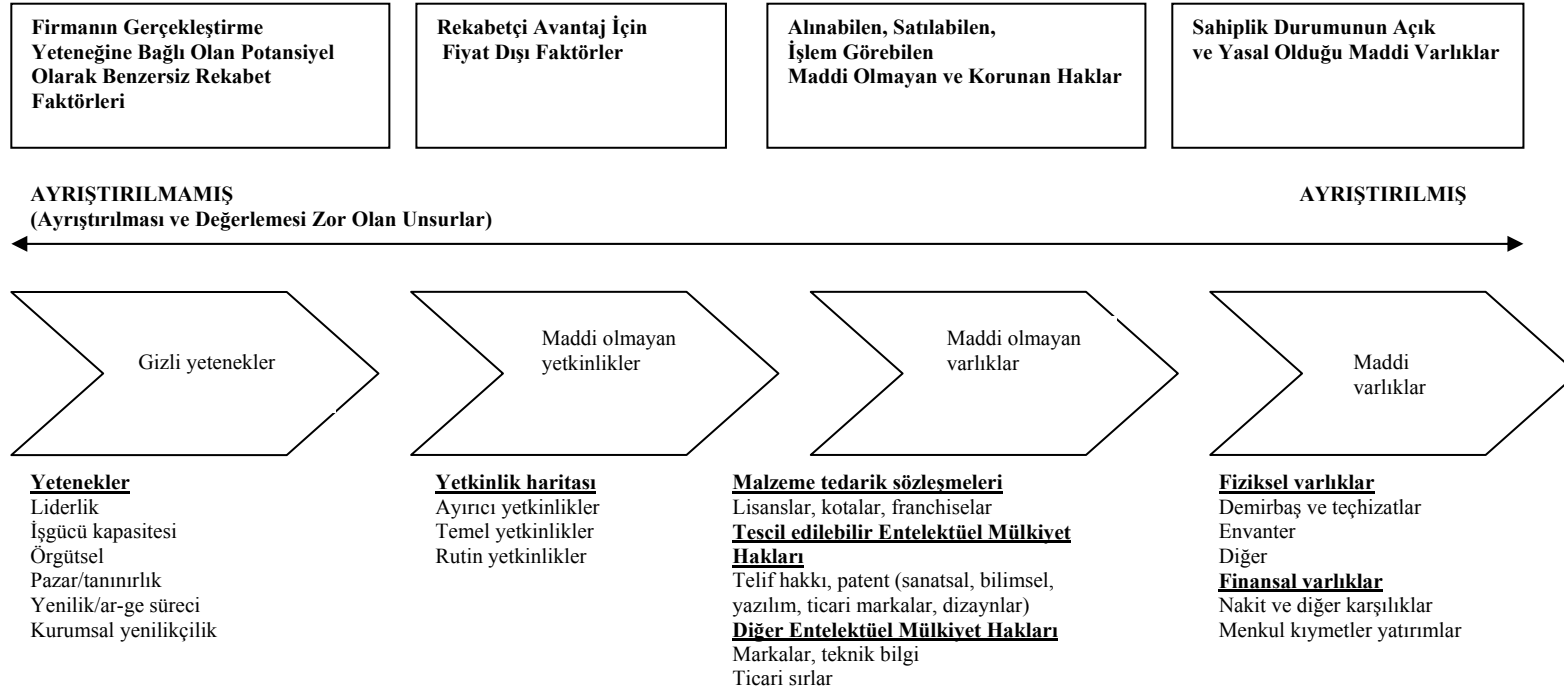 Firmanın Gerçekleştirme
Yeteneğine Bağlı Olan Potansiyel
Olarak Benzersiz Rekabet
Faktörleri
Rekabetçi Avantaj İçin
Fiyat Dışı Faktörler
Alınabilen, Satılabilen,
İşlem Görebilen
Maddi Olmayan ve Korunan Haklar
Sahiplik Durumunun Açık
ve Yasal Olduğu Maddi Varlıklar
AYRIŞTIRILMAMIŞ
(Ayrıştırılması ve Değerlemesi Zor Olan Unsurlar)
AYRIŞTIRILMIŞ
Gizli yetenekler
Maddi olmayan
yetkinlikler
Maddi olmayan
varlıklar
Maddi
varlıklar
Yetenekler
Liderlik
İşgücü kapasitesi
Örgütsel
Pazar/tanınırlık
Yenilik/ar-ge süreci
Kurumsal yenilikçilik
Yetkinlik haritası
Ayırıcı yetkinlikler
Temel yetkinlikler
Rutin yetkinlikler
Malzeme tedarik sözleşmeleri
Lisanslar, kotalar, franchiselar
Tescil edilebilir Entelektüel Mülkiyet
Hakları
Telif hakkı, patent (sanatsal, bilimsel,
yazılım, ticari markalar, dizaynlar)
Diğer Entelektüel Mülkiyet Hakları
Markalar, teknik bilgi
Ticari sırlar
Fiziksel varlıklar
Demirbaş ve teçhizatlar
Envanter
Diğer
Finansal varlıklar
Nakit ve diğer karşılıklar
Menkul kıymetler yatırımlar